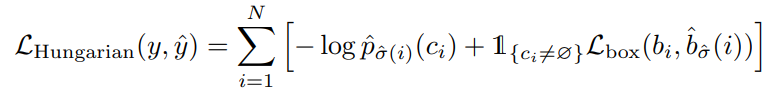 $\mathcal{L}_{\text{Hungarian}}(y, \hat{y}) = \sum_{i=1}^{N} \left[ -\log \hat{p}_{\hat{\sigma}(i)}(c_i) + \mathbb{1}_{\{c_i \neq \varnothing\}} \mathcal{L}_{\text{box}}(b_i, \hat{b}_{\hat{\sigma}}(i)) \right]$